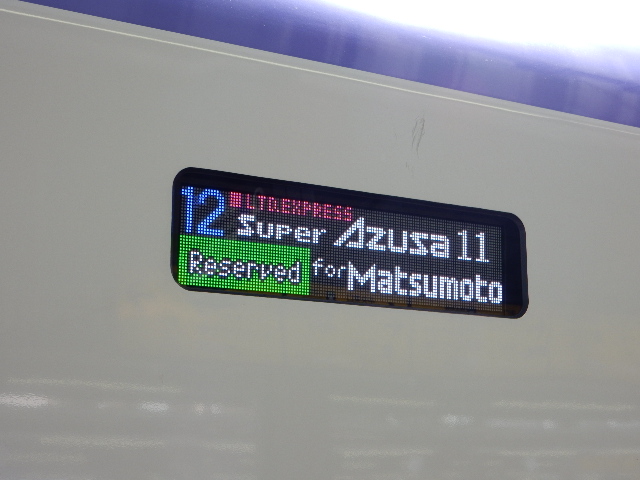 12 LTD.EXPRESS
Super Azusa 11
Reserved for Matsumoto